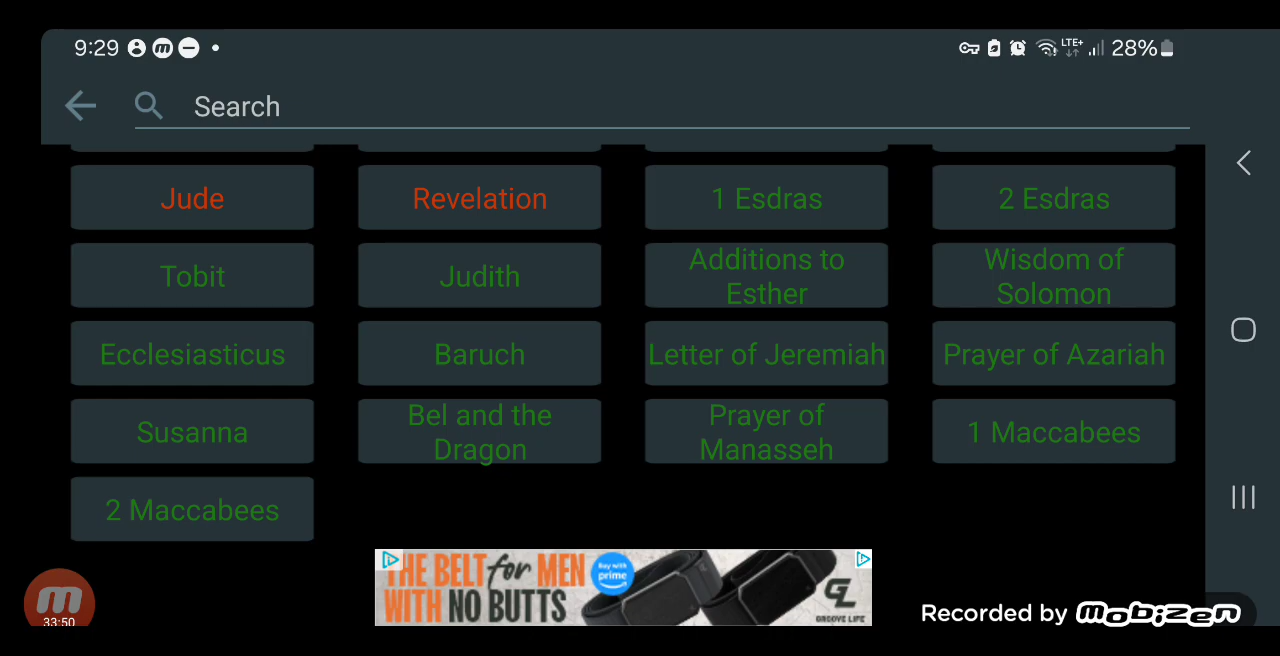 9:29 m LTE+ 28%
Search
Jude Revelation 1 Esdras 2 Esdras
Tobit Judith Additions to Esther Wisdom of Solomon
Ecclesiasticus Baruch Letter of Jeremiah Prayer of Azariah
Susanna Bel and the Dragon Prayer of Manasseh 1 Maccabees
2 Maccabees
THE BELT for MEN
WITH NO BUTTS
Buy with
prime
GL
GROOVE LIFE
m
33:50
Recorded by mobizen